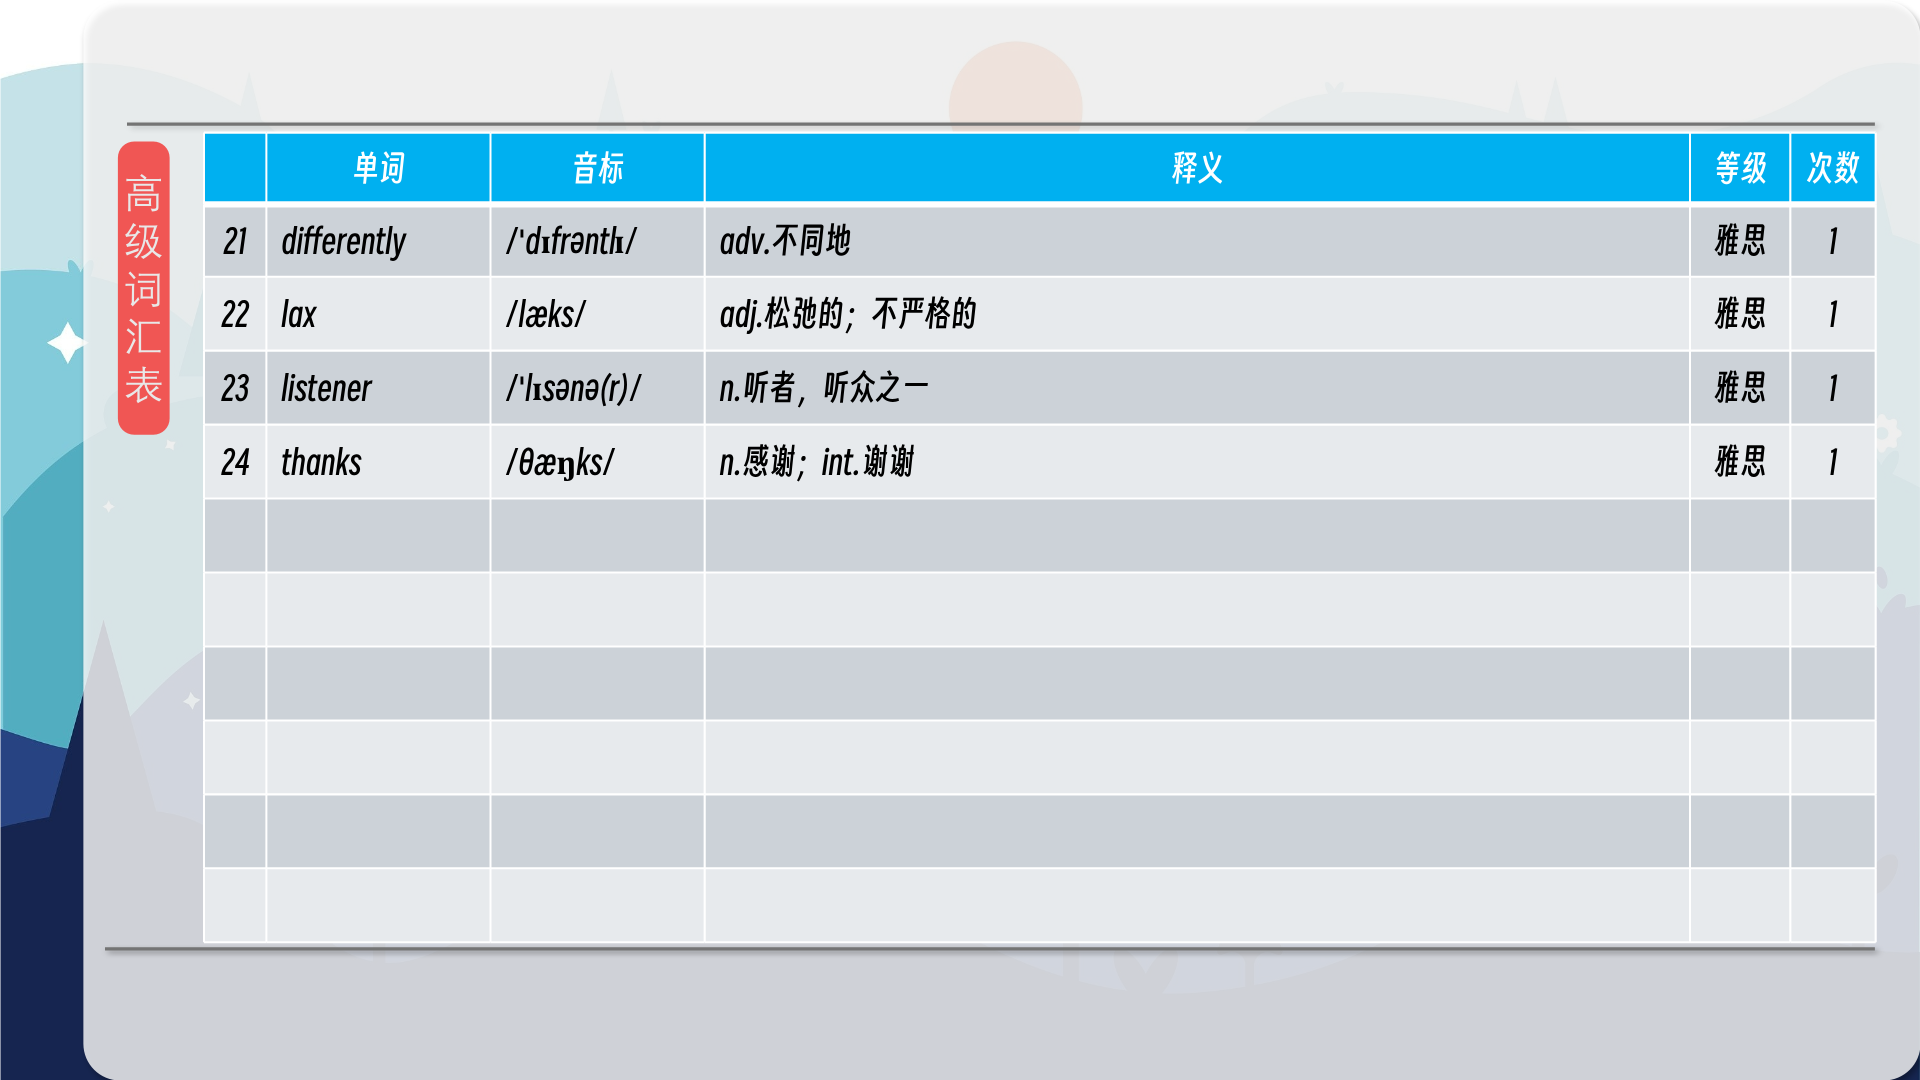 高级词汇表
单词 音标 释义 等级 次数
21 differently /'dɪfrəntlɪ/ adv.不同地 雅思 1
22 lax /læks/ adj.松弛的；不严格的 雅思 1
23 listener /'lɪsənə(r)/ n.听者，听众之一 雅思 1
24 thanks /θæŋks/ n.感谢；int.谢谢 雅思 1